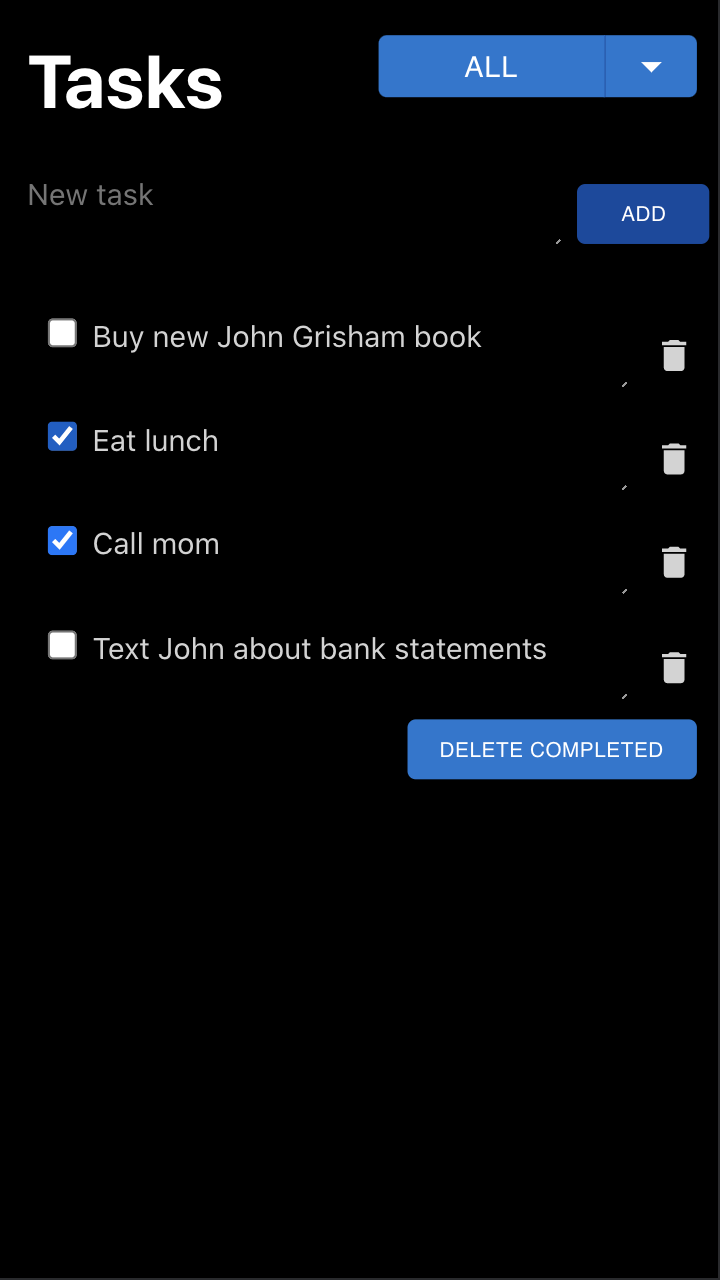 Tasks
ALL
New task
ADD
Buy new John Grisham book
Eat lunch
Call mom
Text John about bank statements
DELETE COMPLETED